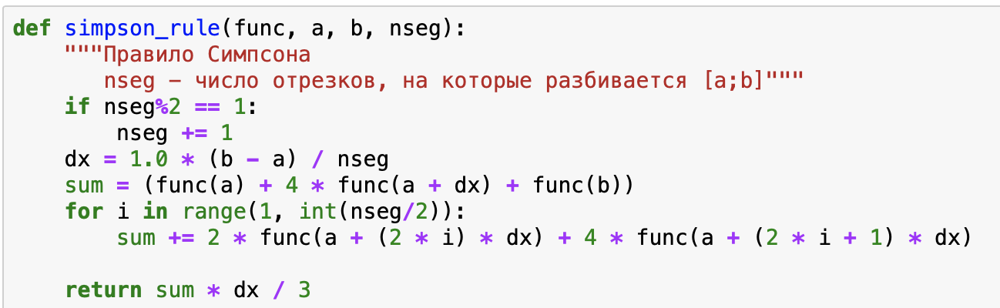 def simpson_rule(func, a, b, nseg):
    """Правило Симпсона
       nseg - число отрезков, на которые разбивается [a;b]"""
    if nseg%2 == 1:
        nseg += 1
    dx = 1.0 * (b - a) / nseg
    sum = (func(a) + 4 * func(a + dx) + func(b))
    for i in range(1, int(nseg/2)):
        sum += 2 * func(a + (2 * i) * dx) + 4 * func(a + (2 * i + 1) * dx)
    return sum * dx / 3